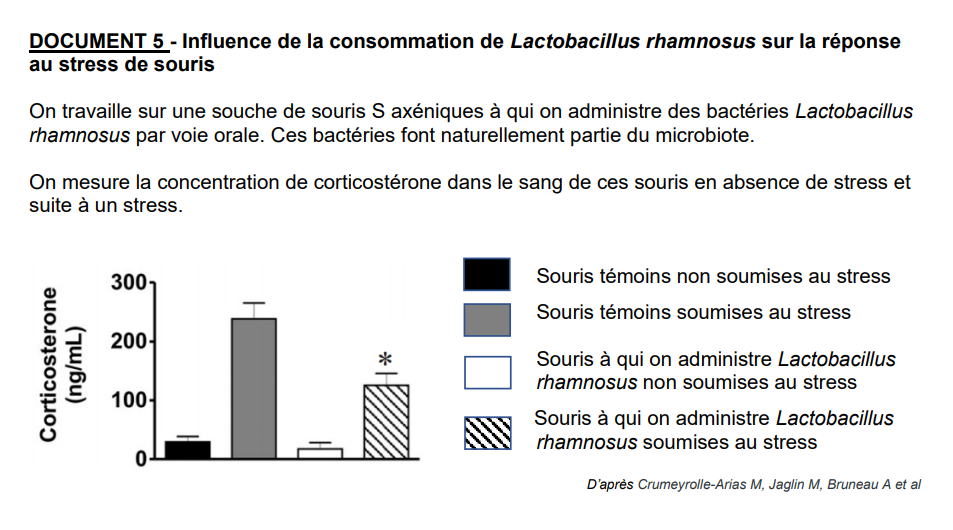 DOCUMENT 5 - Influence de la consommation de Lactobacillus rhamnosus sur la réponse
au stress de souris
On travaille sur une souche de souris S axéniques à qui on administre des bactéries Lactobacillus
rhamnosus par voie orale. Ces bactéries font naturellement partie du microbiote.
On mesure la concentration de corticostérone dans le sang de ces souris en absence de stress et
suite à un stress.
Corticosterone
(ng/mL)
300
200
100
0
*
Souris témoins non soumises au stress
Souris témoins soumises au stress
Souris à qui on administre Lactobacillus
rhamnosus non soumises au stress
Souris à qui on administre Lactobacillus
rhamnosus soumises au stress
D'après Crumeyrolle-Arias M, Jaglin M, Bruneau A et al